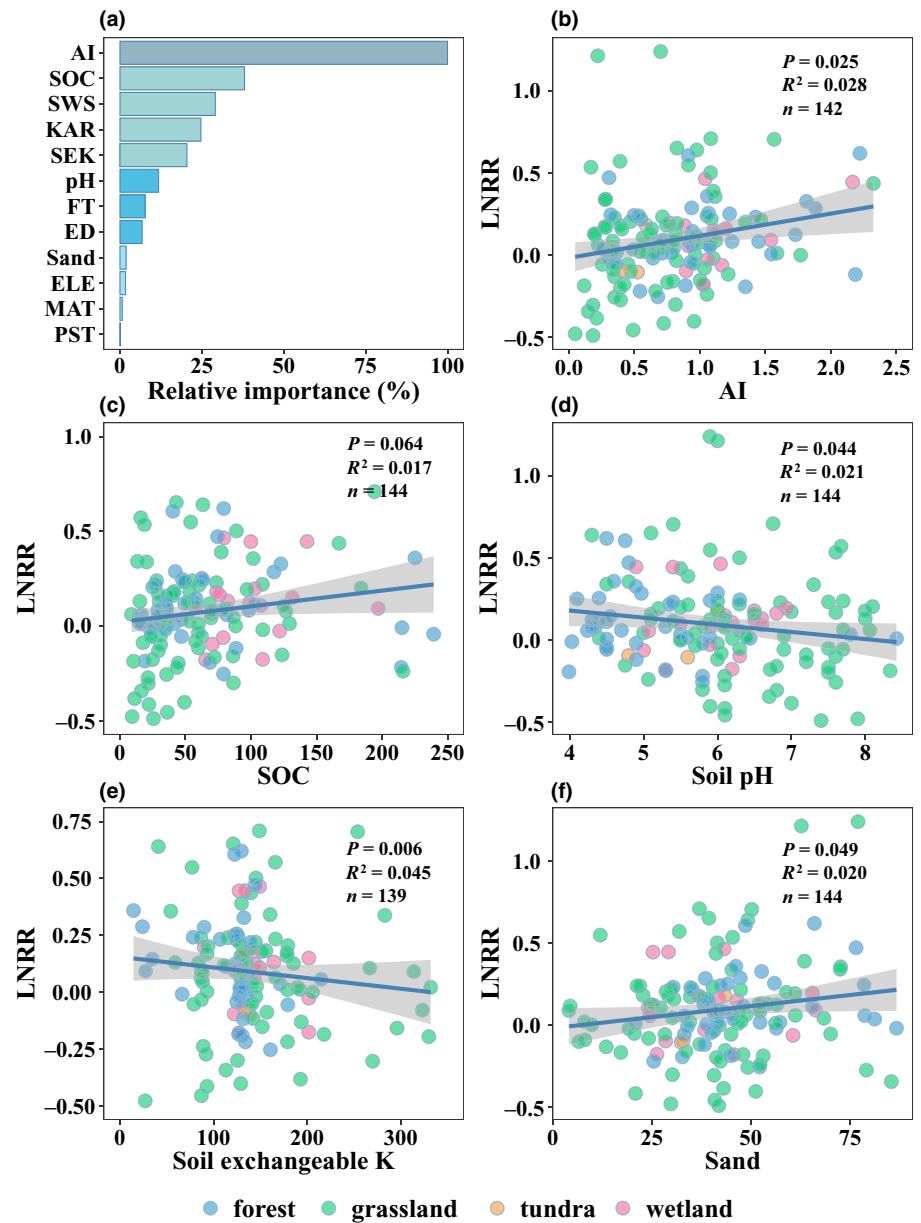 (a)
AI
SOC
SWS
KAR
SEK
pH
FT
ED
Sand
ELE
MAT
PST
0 25 50 75 100
Relative importance (%)
(b)
P = 0.025
R² = 0.028
n = 142
1.0
0.5
0.0
–0.5
LNRR
0.0 0.5 1.0 1.5 2.0 2.5
AI
(c)
P = 0.064
R² = 0.017
n = 144
1.0
0.5
0.0
–0.5
LNRR
0 50 100 150 200 250
SOC
(d)
P = 0.044
R² = 0.021
n = 144
1.0
0.5
0.0
–0.5
LNRR
4 5 6 7 8
Soil pH
(e)
P = 0.006
R² = 0.045
n = 139
0.75
0.50
0.25
0.00
–0.25
–0.50
LNRR
0 100 200 300
Soil exchangeable K
(f)
P = 0.049
R² = 0.020
n = 144
1.0
0.5
0.0
–0.5
LNRR
0 25 50 75
Sand
forest grassland tundra wetland